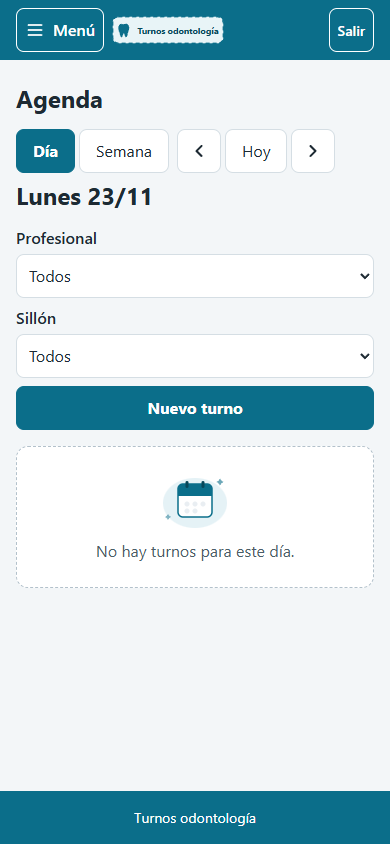 Menú
Turnos odontología
Salir
Agenda
Día
Semana
Hoy
Lunes 23/11
Profesional
Todos
Sillón
Todos
Nuevo turno
No hay turnos para este día.
Turnos odontología